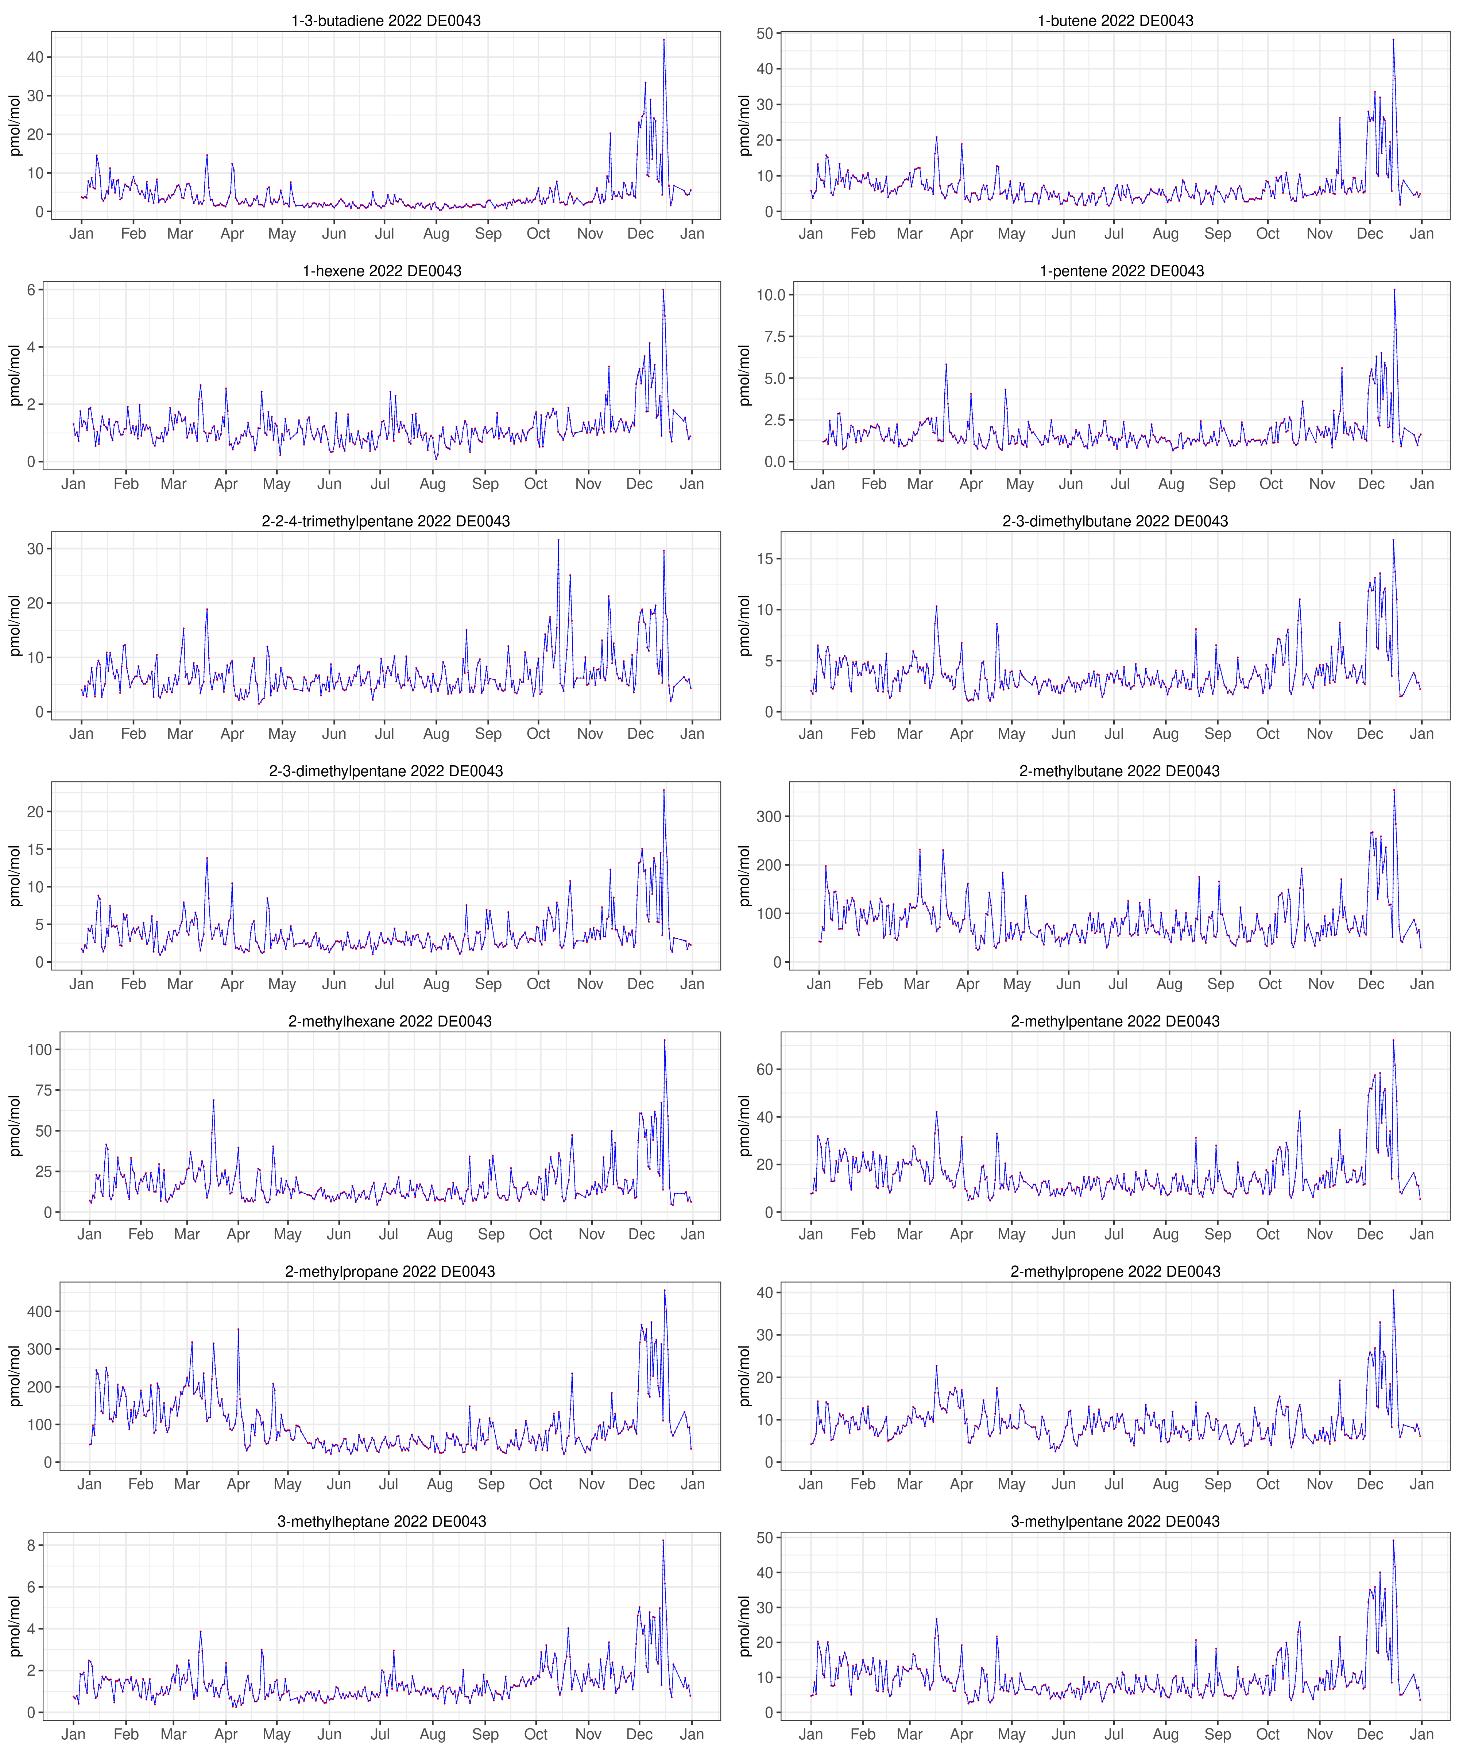 1-3-butadiene 2022 DE0043
pmol/mol
40
30
20
10
0
Jan Feb Mar Apr May Jun Jul Aug Sep Oct Nov Dec Jan
1-butene 2022 DE0043
pmol/mol
50
40
30
20
10
0
Jan Feb Mar Apr May Jun Jul Aug Sep Oct Nov Dec Jan
1-hexene 2022 DE0043
pmol/mol
6
4
2
0
Jan Feb Mar Apr May Jun Jul Aug Sep Oct Nov Dec Jan
1-pentene 2022 DE0043
pmol/mol
10.0
7.5
5.0
2.5
0.0
Jan Feb Mar Apr May Jun Jul Aug Sep Oct Nov Dec Jan
2-2-4-trimethylpentane 2022 DE0043
pmol/mol
30
20
10
0
Jan Feb Mar Apr May Jun Jul Aug Sep Oct Nov Dec Jan
2-3-dimethylbutane 2022 DE0043
pmol/mol
15
10
5
0
Jan Feb Mar Apr May Jun Jul Aug Sep Oct Nov Dec Jan
2-3-dimethylpentane 2022 DE0043
pmol/mol
20
15
10
5
0
Jan Feb Mar Apr May Jun Jul Aug Sep Oct Nov Dec Jan
2-methylbutane 2022 DE0043
pmol/mol
300
200
100
0
Jan Feb Mar Apr May Jun Jul Aug Sep Oct Nov Dec Jan
2-methylhexane 2022 DE0043
pmol/mol
100
75
50
25
0
Jan Feb Mar Apr May Jun Jul Aug Sep Oct Nov Dec Jan
2-methylpentane 2022 DE0043
pmol/mol
60
40
20
0
Jan Feb Mar Apr May Jun Jul Aug Sep Oct Nov Dec Jan
2-methylpropane 2022 DE0043
pmol/mol
400
300
200
100
0
Jan Feb Mar Apr May Jun Jul Aug Sep Oct Nov Dec Jan
2-methylpropene 2022 DE0043
pmol/mol
40
30
20
10
0
Jan Feb Mar Apr May Jun Jul Aug Sep Oct Nov Dec Jan
3-methylheptane 2022 DE0043
pmol/mol
8
6
4
2
0
Jan Feb Mar Apr May Jun Jul Aug Sep Oct Nov Dec Jan
3-methylpentane 2022 DE0043
pmol/mol
50
40
30
20
10
0
Jan Feb Mar Apr May Jun Jul Aug Sep Oct Nov Dec Jan